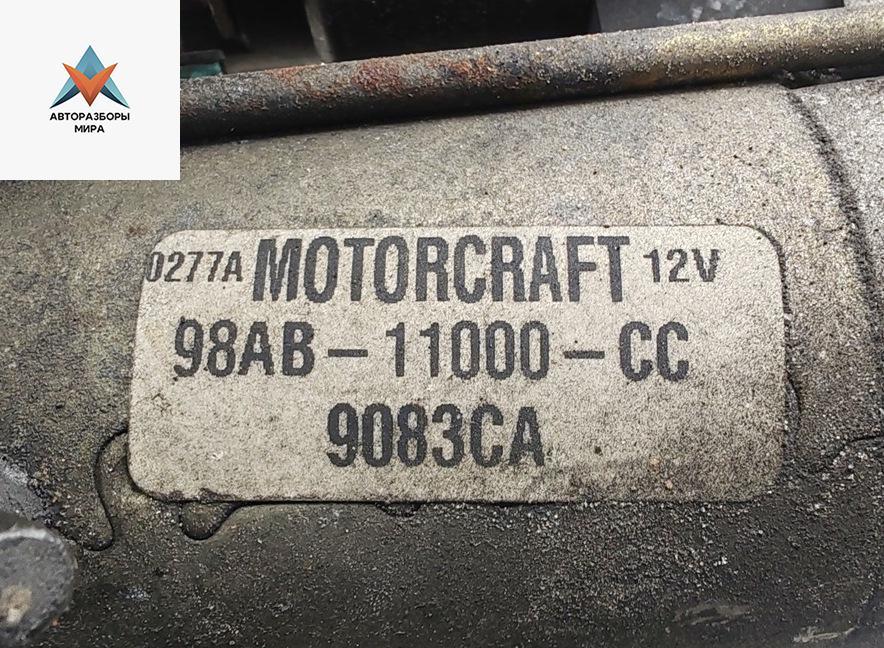 АВТОРАЗБОРЫ
МИРА
0277A MOTORCRAFT 12V
98AB-11000-CC
9083CA